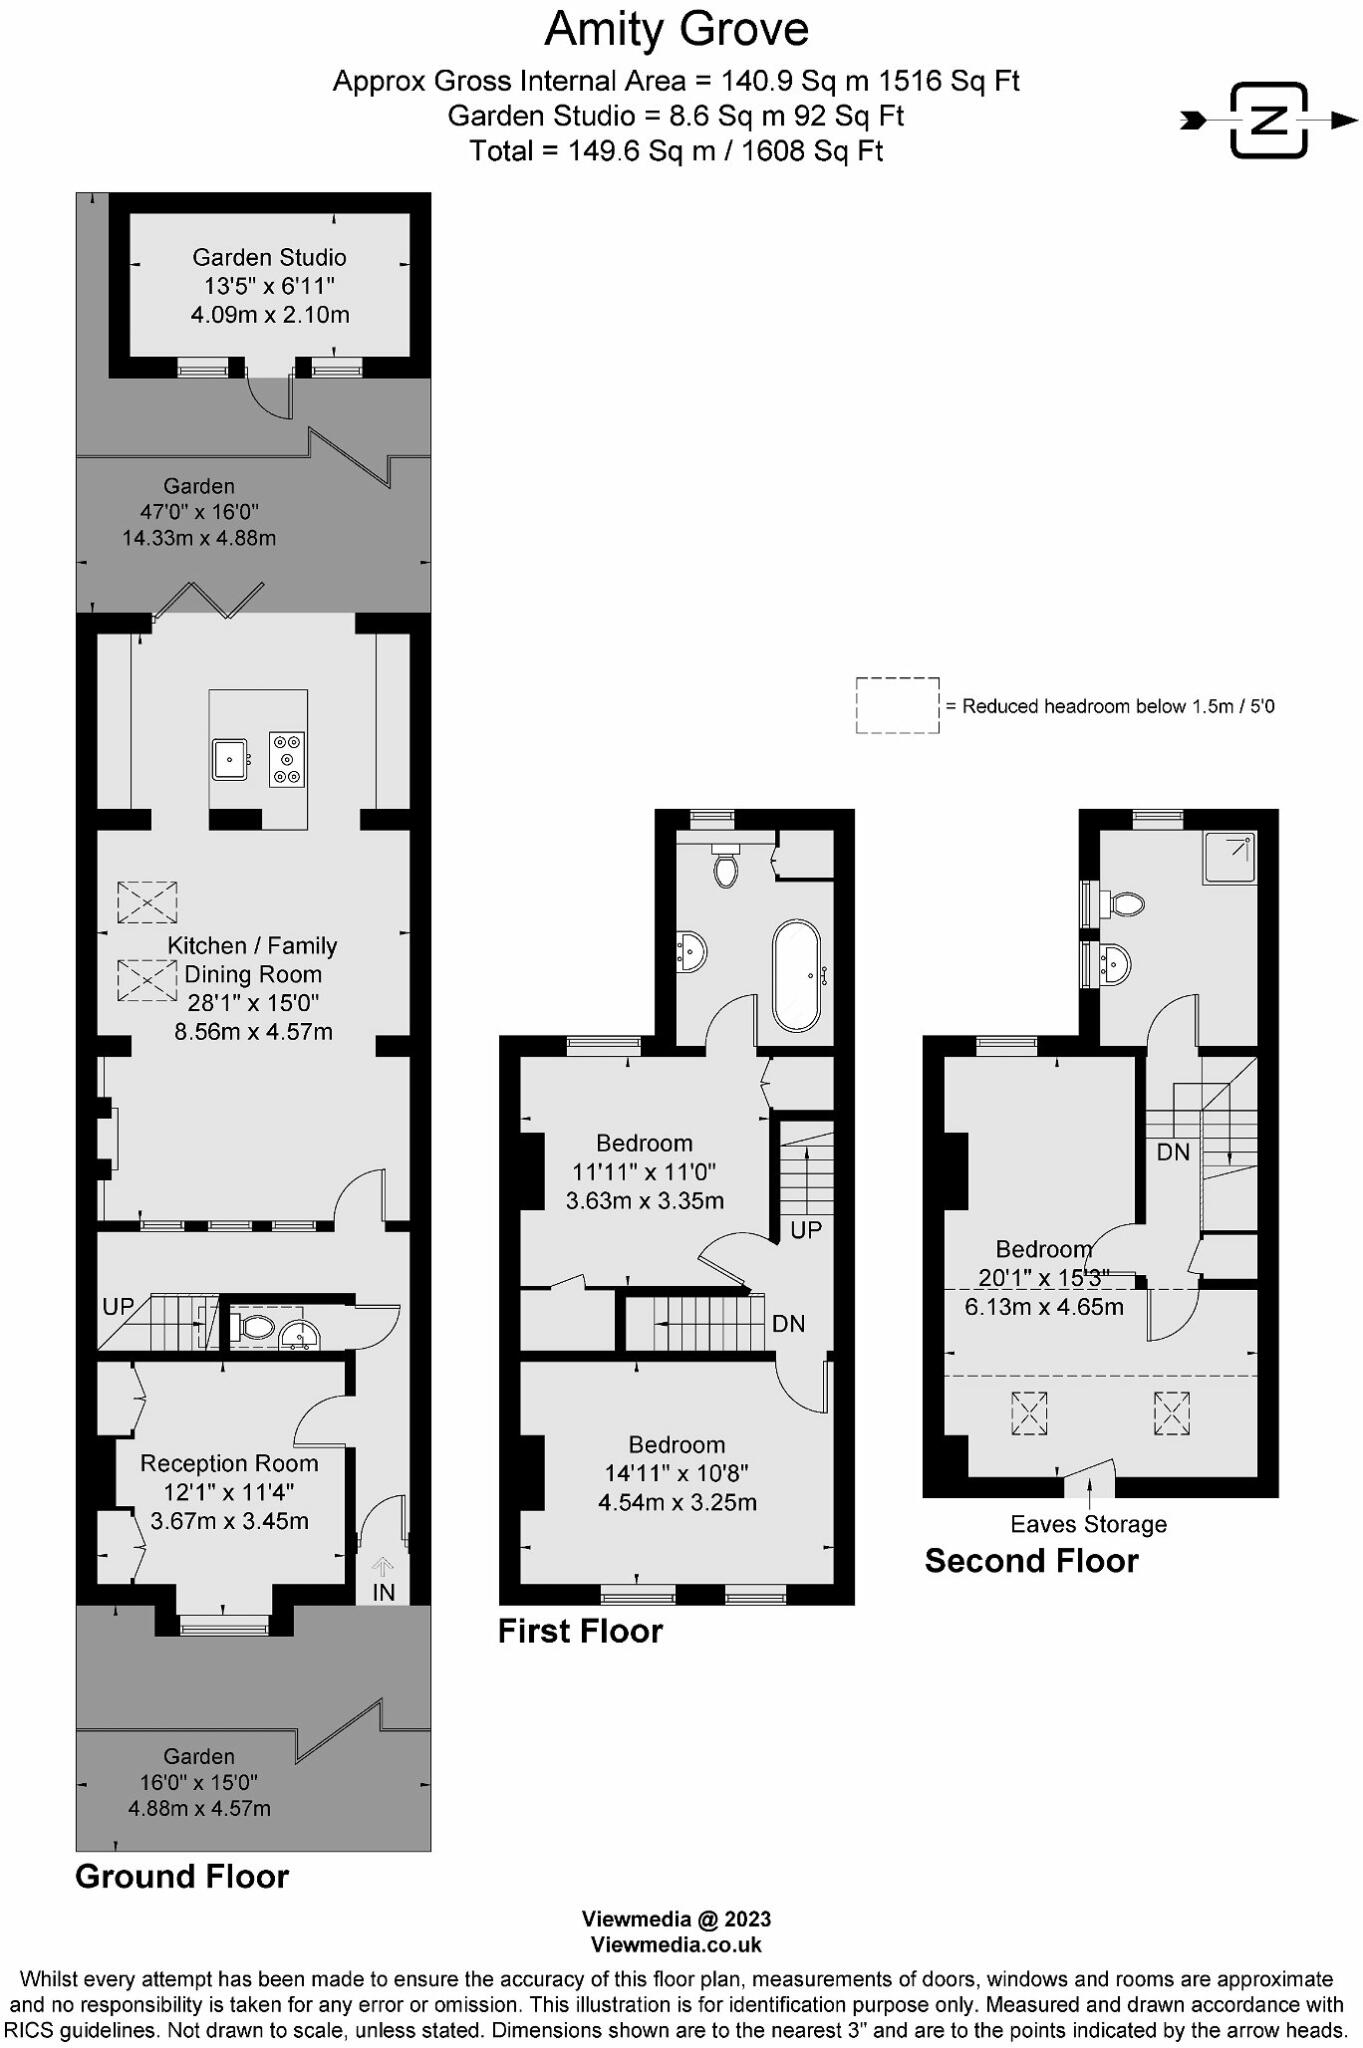 Amity Grove
Approx Gross Internal Area = 140.9 Sq m 1516 Sq Ft
Garden Studio = 8.6 Sq m 92 Sq Ft
Total = 149.6 Sq m / 1608 Sq Ft
N
Garden Studio
13'5" x 6'11"
4.09m x 2.10m
Garden
47'0" x 16'0"
14.33m x 4.88m
= Reduced headroom below 1.5m / 5'0
Kitchen / Family
Dining Room
28'1" x 15'0"
8.56m x 4.57m
UP
Reception Room
12'1" x 11'4"
3.67m x 3.45m
IN
Garden
16'0" x 15'0"
4.88m x 4.57m
Ground Floor
Bedroom
11'11" x 11'0"
3.63m x 3.35m
UP
DN
Bedroom
14'11" x 10'8"
4.54m x 3.25m
First Floor
DN
Bedroom
20'1" x 15'3"
6.13m x 4.65m
Eaves Storage
Second Floor
Viewmedia @ 2023
Viewmedia.co.uk
Whilst every attempt has been made to ensure the accuracy of this floor plan, measurements of doors, windows and rooms are approximate
and no responsibility is taken for any error or omission. This illustration is for identification purpose only. Measured and drawn accordance with
RICS guidelines. Not drawn to scale, unless stated. Dimensions shown are to the nearest 3" and are to the points indicated by the arrow heads.